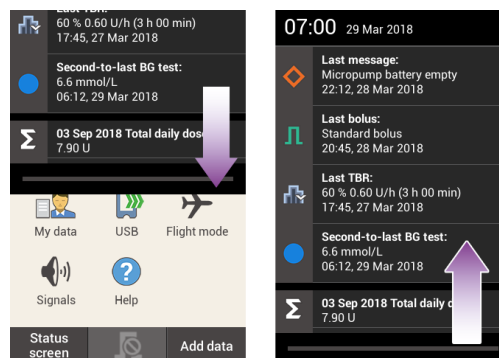 Last TBR:
60 % 0.60 U/h (3 h 00 min)
17:45, 27 Mar 2018
Second-to-last BG test:
6.6 mmol/L
06:12, 29 Mar 2018
03 Sep 2018 Total daily dose
7.90 U
My data
USB
Flight mode
Signals
Help
Status screen
Add data
07:00 29 Mar 2018
Last message:
Micropump battery empty
22:12, 28 Mar 2018
Last bolus:
Standard bolus
20:45, 28 Mar 2018
Last TBR:
60 % 0.60 U/h (3 h 00 min)
17:45, 27 Mar 2018
Second-to-last BG test:
6.6 mmol/L
06:12, 29 Mar 2018
03 Sep 2018 Total daily d
7.90 U